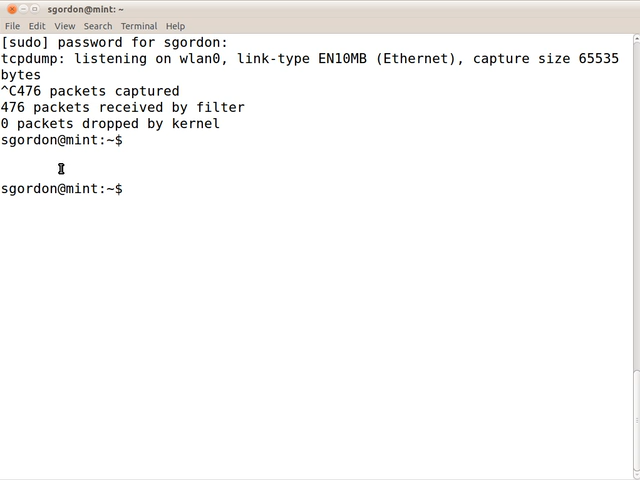 sgordon@mint: ~
File Edit View Search Terminal Help
[sudo] password for sgordon:
tcpdump: listening on wlan0, link-type EN10MB (Ethernet), capture size 65535
bytes
^C476 packets captured
476 packets received by filter
0 packets dropped by kernel
sgordon@mint:~$
sgordon@mint:~$